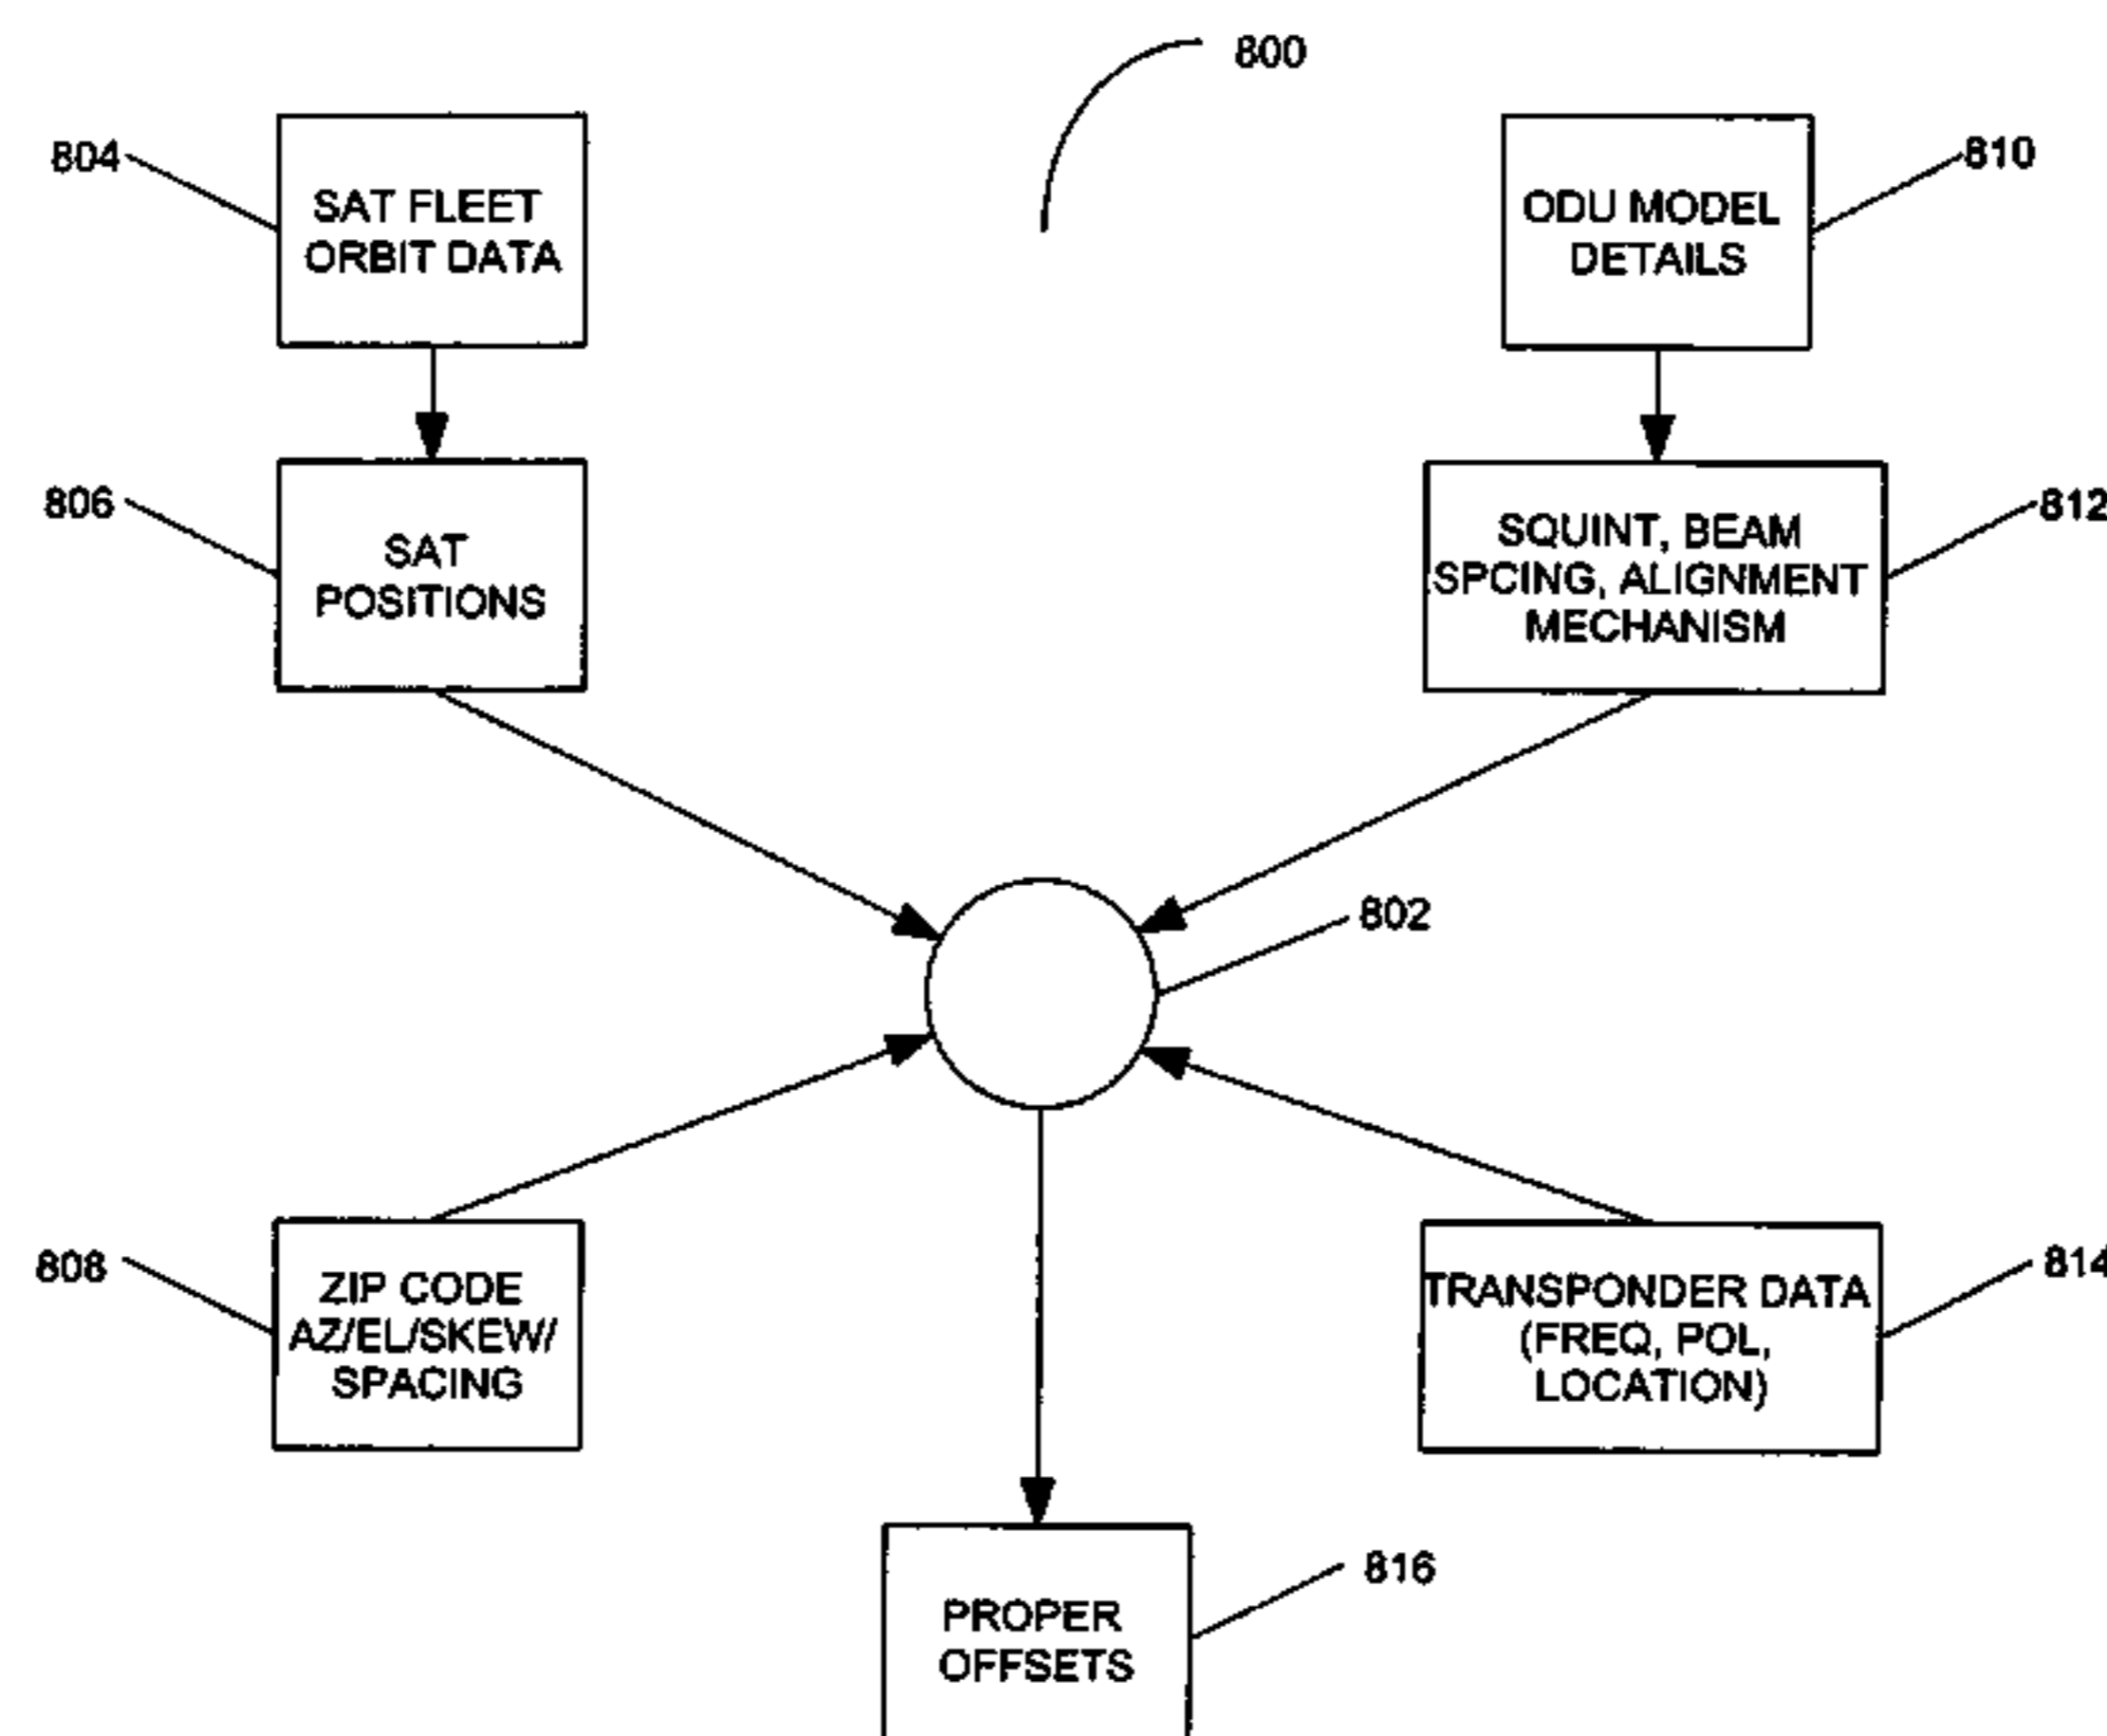 800
804
SAT FLEET
ORBIT DATA
810
ODU MODEL
DETAILS
806
SAT
POSITIONS
812
SQUINT, BEAM
SPCING, ALIGNMENT
MECHANISM
802
808
ZIP CODE
AZ/EL/SKEW/
SPACING
814
TRANSPONDER DATA
(FREQ, POL,
LOCATION)
816
PROPER
OFFSETS